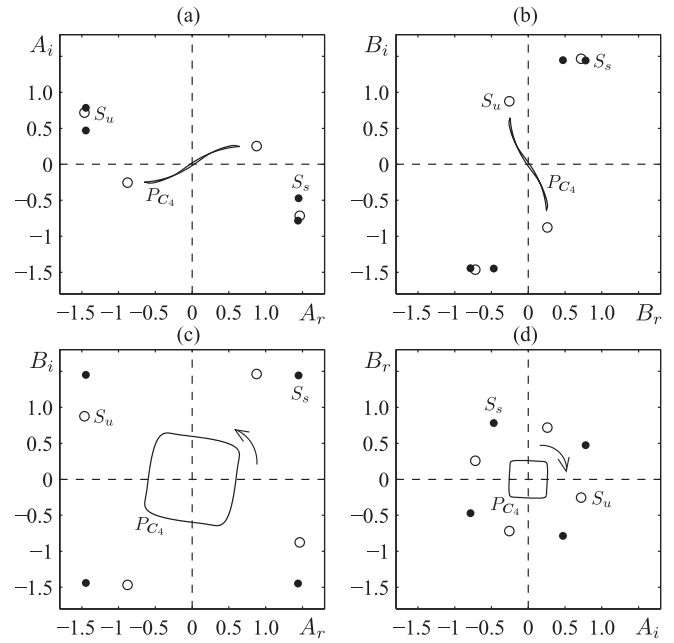 (a) (b)
A_i B_i
1.0 1.0
S_u S_s
0.5 S_u 0.5
0 0
P_{C_4} S_s P_{C_4}
−0.5 −0.5
−1 −1
−1.5 −1.5
−1.5 −1 −0.5 0 0.5 1.0 A_r −1.5 −1 −0.5 0 0.5 1.0 B_r
(c) (d)
B_i B_r
S_s S_s
1.0 1.0
S_u
0.5 0.5
0 0
P_{C_4} P_{C_4} S_u
−0.5 −0.5
−1 −1
−1.5 −1.5
−1.5 −1 −0.5 0 0.5 1.0 A_r −1.5 −1 −0.5 0 0.5 1.0 A_i